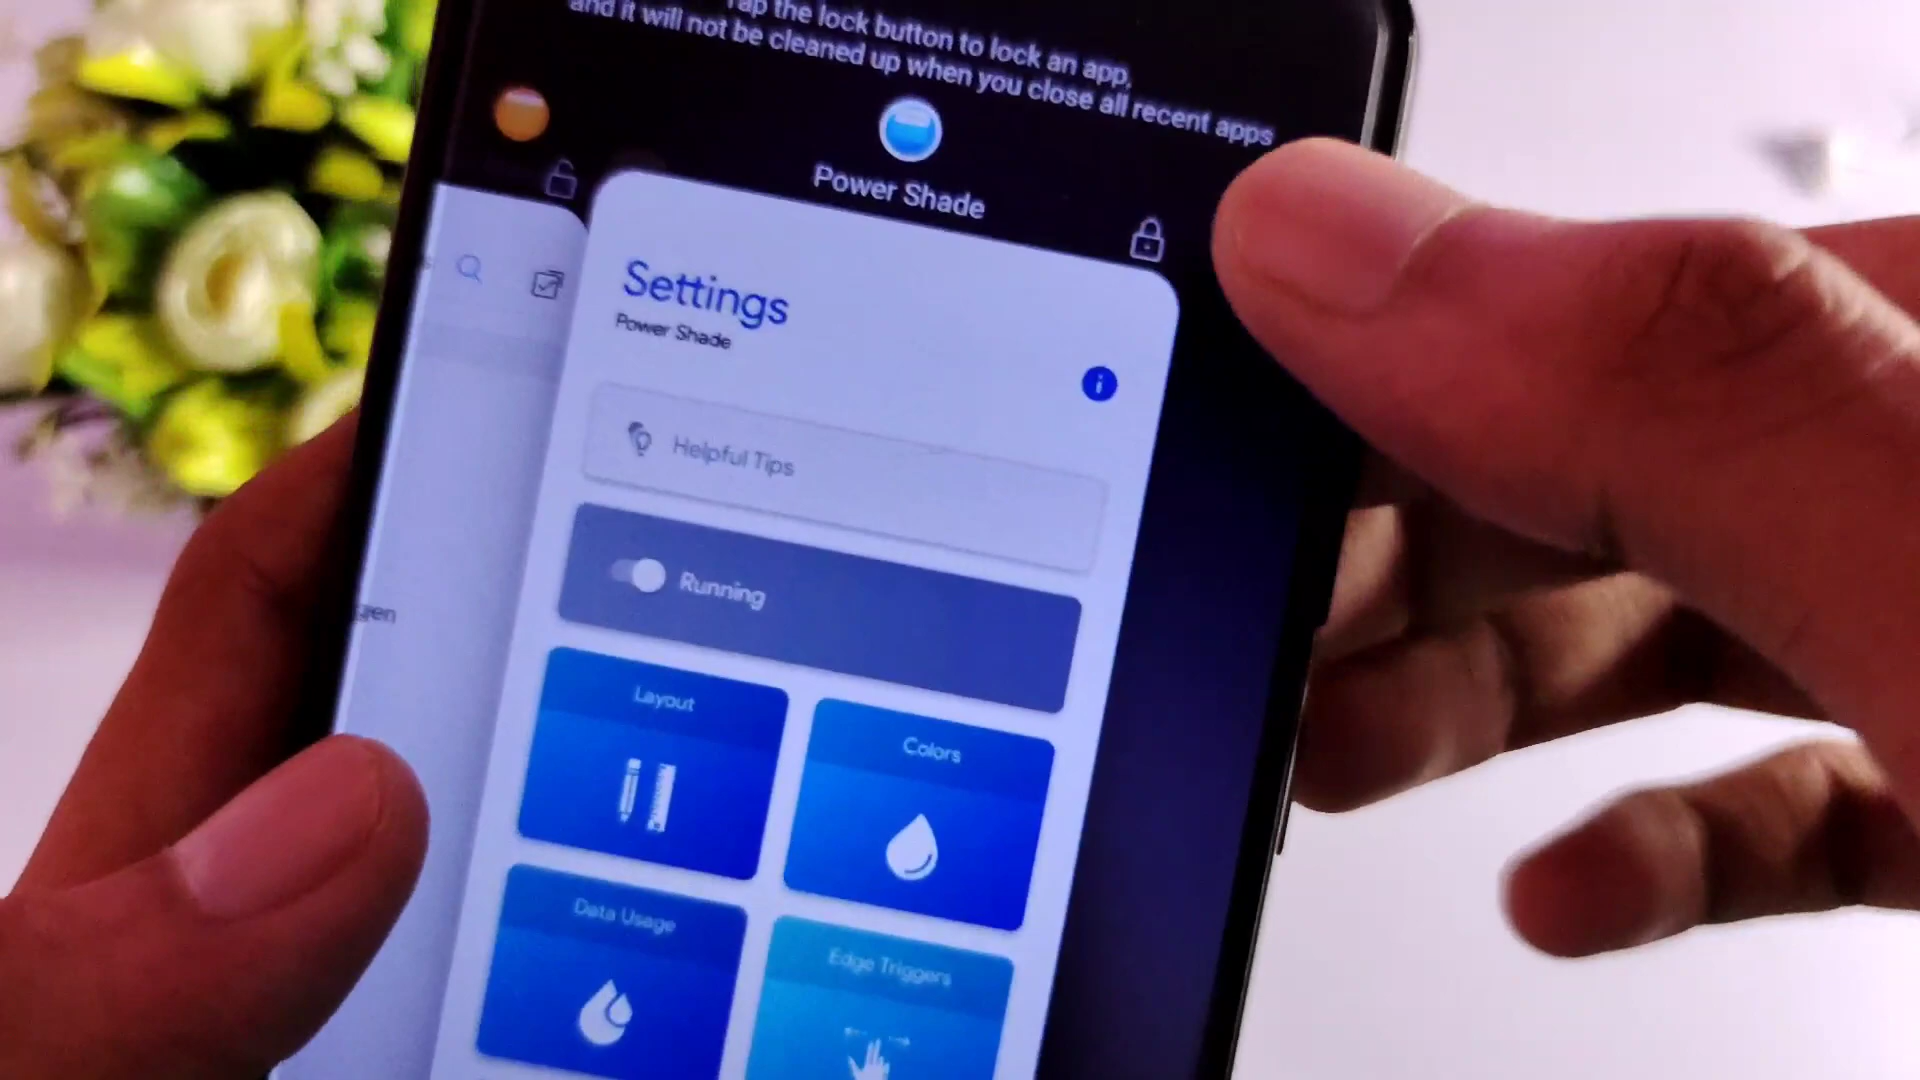 Tap the lock button to lock an app,
and it will not be cleaned up when you close all recent apps
Power Shade
Settings
Power Shade
Helpful Tips
Running
Layout
Colors
Data Usage
Edge Triggers